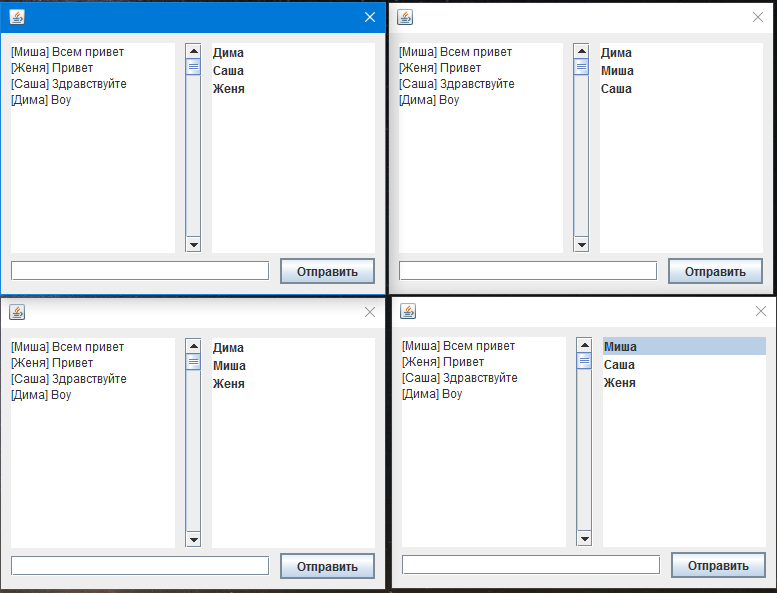 [Миша] Всем привет
[Женя] Привет
[Саша] Здравствуйте
[Дима] Воу
Дима
Саша
Женя
Отправить
[Миша] Всем привет
[Женя] Привет
[Саша] Здравствуйте
[Дима] Воу
Дима
Миша
Саша
Отправить
[Миша] Всем привет
[Женя] Привет
[Саша] Здравствуйте
[Дима] Воу
Дима
Миша
Женя
Отправить
[Миша] Всем привет
[Женя] Привет
[Саша] Здравствуйте
[Дима] Воу
Миша
Саша
Женя
Отправить